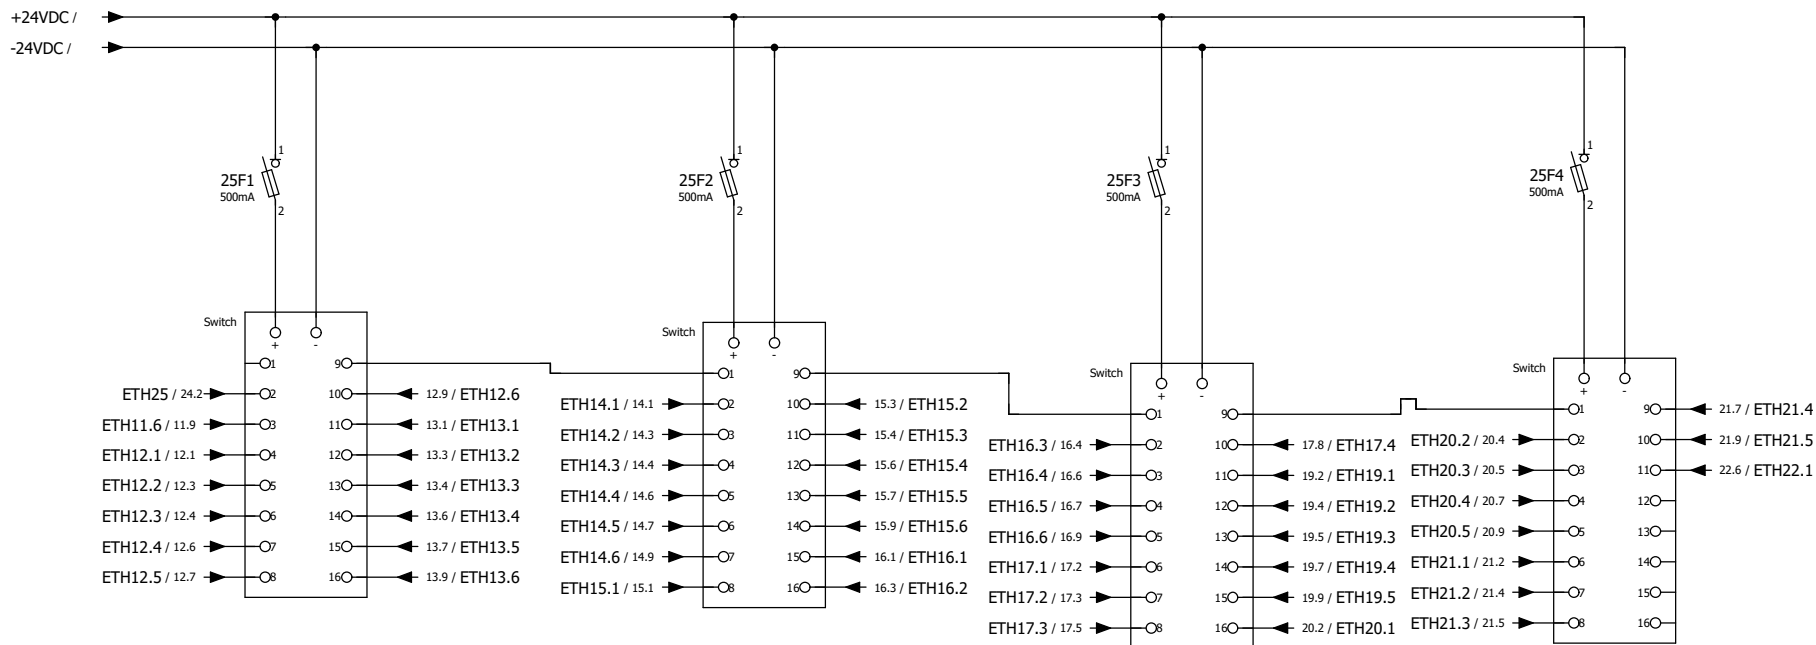 +24VDC /
-24VDC /
25F1
500mA
1
2
25F2
500mA
1
2
25F3
500mA
1
2
25F4
500mA
1
2
Switch
+ -
1 9
ETH25 / 24.2 2 10 12.9 / ETH12.6
ETH11.6 / 11.9 3 11 13.1 / ETH13.1
ETH12.1 / 12.1 4 12 13.3 / ETH13.2
ETH12.2 / 12.3 5 13 13.4 / ETH13.3
ETH12.3 / 12.4 6 14 13.6 / ETH13.4
ETH12.4 / 12.6 7 15 13.7 / ETH13.5
ETH12.5 / 12.7 8 16 13.9 / ETH13.6
Switch
+ -
1 9
ETH14.1 / 14.1 2 10 15.3 / ETH15.2
ETH14.2 / 14.3 3 11 15.4 / ETH15.3
ETH14.3 / 14.4 4 12 15.6 / ETH15.4
ETH14.4 / 14.6 5 13 15.7 / ETH15.5
ETH14.5 / 14.7 6 14 15.9 / ETH15.6
ETH14.6 / 14.9 7 15 16.1 / ETH16.1
ETH15.1 / 15.1 8 16 16.3 / ETH16.2
Switch
+ -
1 9
ETH16.3 / 16.4 2 10 17.8 / ETH17.4
ETH16.4 / 16.6 3 11 19.2 / ETH19.1
ETH16.5 / 16.7 4 12 19.4 / ETH19.2
ETH16.6 / 16.9 5 13 19.5 / ETH19.3
ETH17.1 / 17.2 6 14 19.7 / ETH19.4
ETH17.2 / 17.3 7 15 19.9 / ETH19.5
ETH17.3 / 17.5 8 16 20.2 / ETH20.1
Switch
+ -
1 9 21.7 / ETH21.4
ETH20.2 / 20.4 2 10 21.9 / ETH21.5
ETH20.3 / 20.5 3 11 22.6 / ETH22.1
ETH20.4 / 20.7 4 12
ETH20.5 / 20.9 5 13
ETH21.1 / 21.2 6 14
ETH21.2 / 21.4 7 15
ETH21.3 / 21.5 8 16